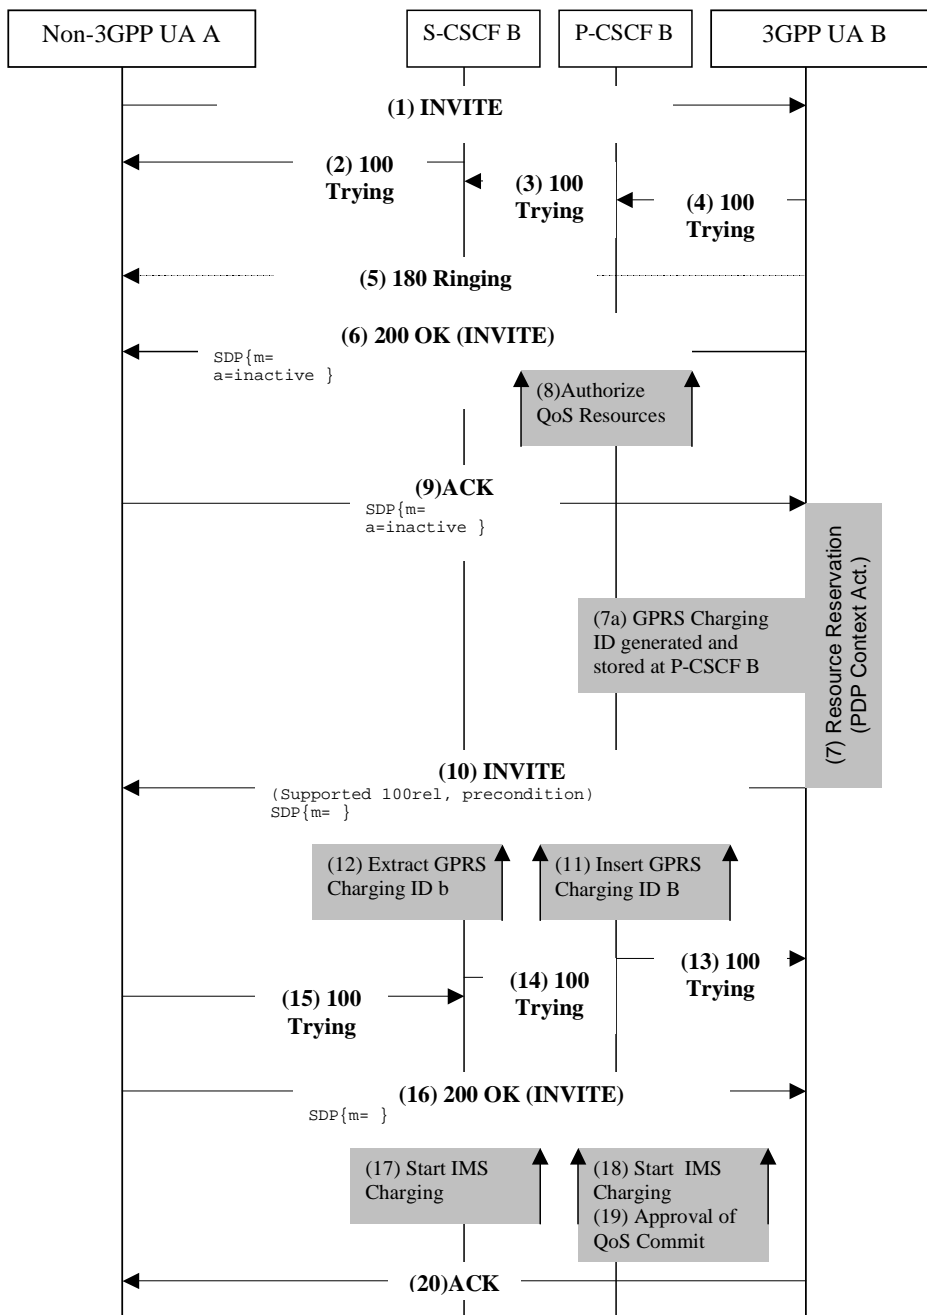 Non-3GPP UA A
S-CSCF B
P-CSCF B
3GPP UA B
(1) INVITE
(2) 100
Trying
(3) 100
Trying
(4) 100
Trying
(5) 180 Ringing
(6) 200 OK (INVITE)
SDP{m=
a=inactive }
(8)Authorize
QoS Resources
(9)ACK
SDP{m=
a=inactive }
(7) Resource Reservation
(PDP Context Act.)
(7a) GPRS Charging
ID generated and
stored at P-CSCF B
(10) INVITE
(Supported 100rel, precondition)
SDP{m= }
(12) Extract GPRS
Charging ID b
(11) Insert GPRS
Charging ID B
(13) 100
Trying
(14) 100
Trying
(15) 100
Trying
(16) 200 OK (INVITE)
SDP{m= }
(17) Start IMS
Charging
(18) Start IMS
Charging
(19) Approval of
QoS Commit
(20)ACK